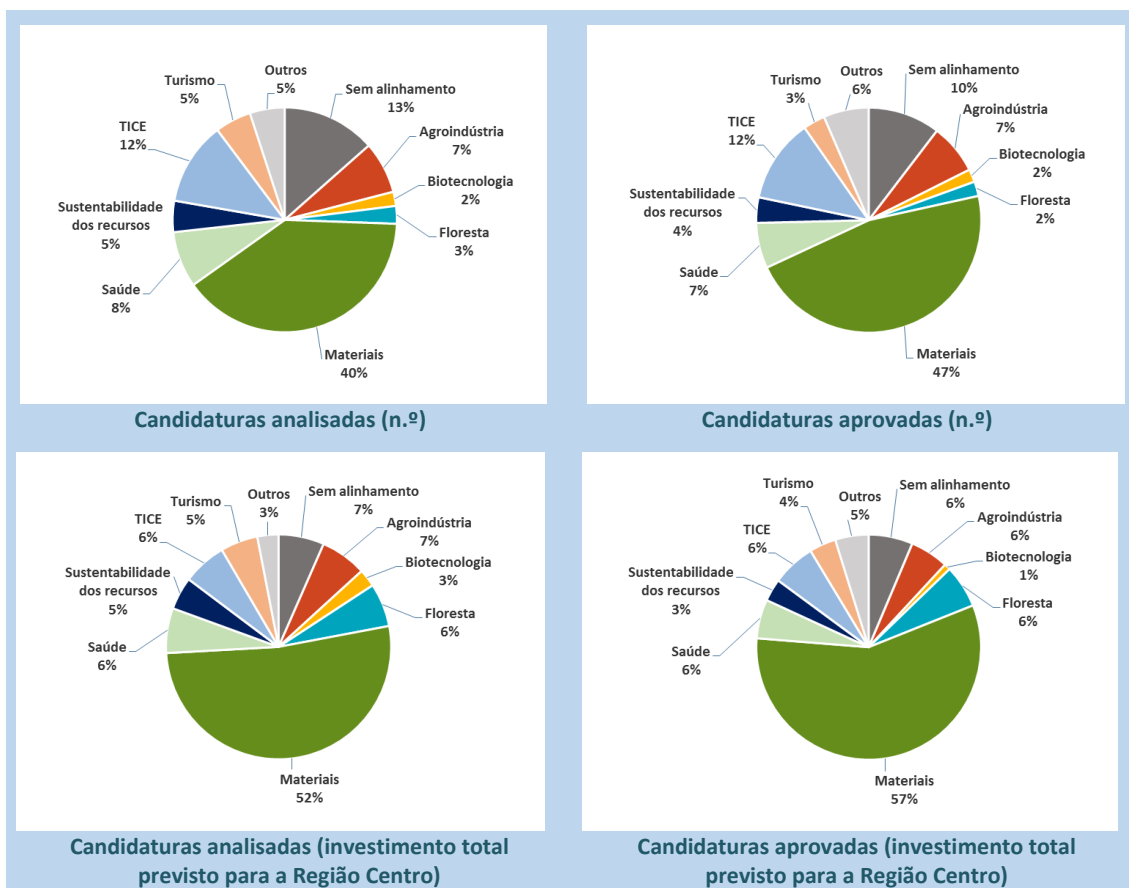 Outros
5%
Sem alinhamento
13%
Agroindústria
7%
Biotecnologia
2%
Floresta
3%
Materiais
40%
Saúde
8%
Sustentabilidade
dos recursos
5%
TICE
12%
Turismo
5%
Candidaturas analisadas (n.º)
Outros
6%
Sem alinhamento
10%
Agroindústria
7%
Biotecnologia
2%
Floresta
2%
Materiais
47%
Saúde
7%
Sustentabilidade
dos recursos
4%
TICE
12%
Turismo
3%
Candidaturas aprovadas (n.º)
Outros
3%
Sem alinhamento
7%
Agroindústria
7%
Biotecnologia
3%
Floresta
6%
Materiais
52%
Saúde
6%
Sustentabilidade
dos recursos
5%
TICE
6%
Turismo
5%
Candidaturas analisadas (investimento total
previsto para a Região Centro)
Outros
5%
Sem alinhamento
6%
Agroindústria
6%
Biotecnologia
1%
Floresta
6%
Materiais
57%
Saúde
6%
Sustentabilidade
dos recursos
3%
TICE
6%
Turismo
4%
Candidaturas aprovadas (investimento total
previsto para a Região Centro)